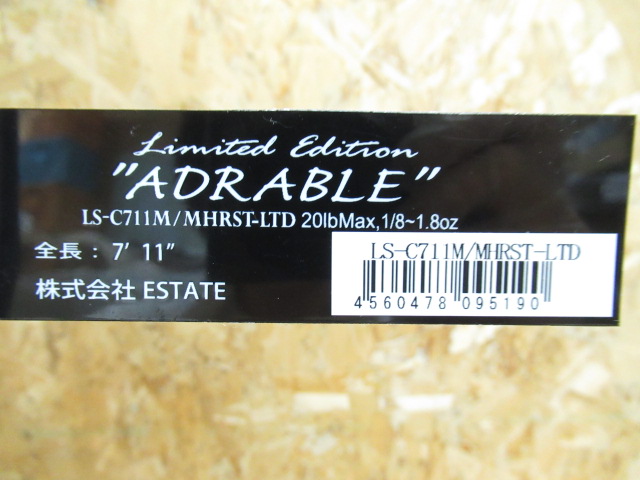 Limited Edition
"ADRABLE"
LS-C711M/MHRST-LTD 20lbMax,1/8~1.8oz
全長：7' 11"
株式会社 ESTATE
LS-C711M/MHRST-LTD
4560478 095190